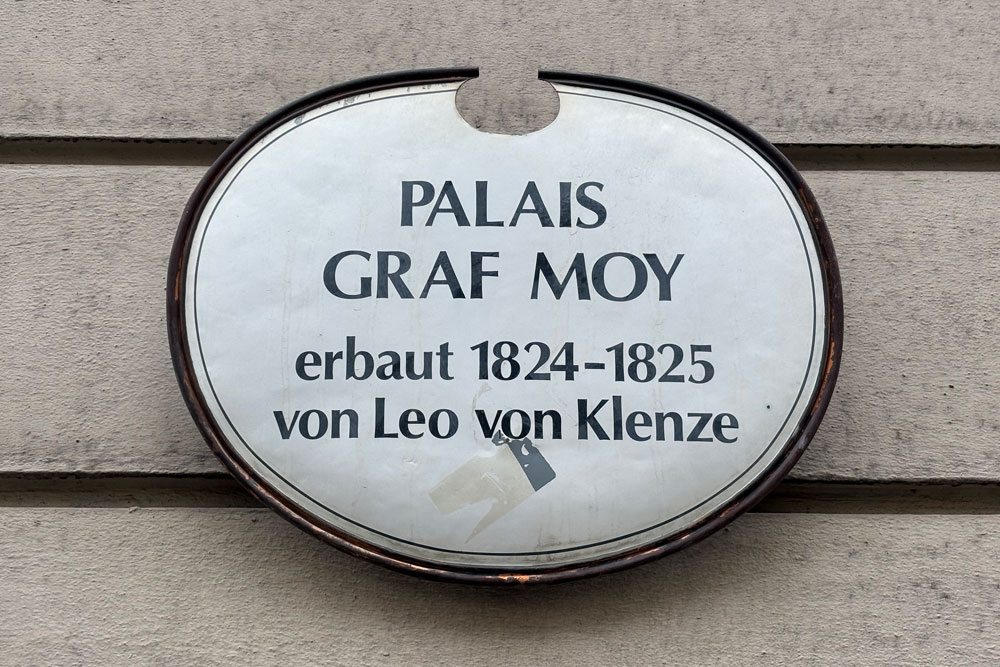 PALAIS
GRAF MOY
erbaut 1824-1825
von Leo von Klenze